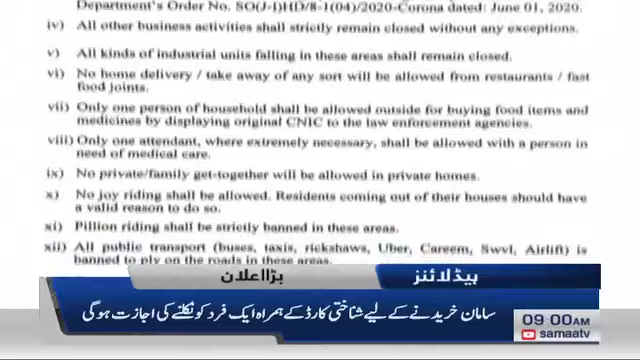 Department's Order No. SO(J-I)HD/8-1(04)/2020-Corona dated: June 01, 2020.
iv) All other business activities shall strictly remain closed without any exceptions.
v) All kinds of industrial units falling in these areas shall remain closed.
vi) No home delivery / take away of any sort will be allowed from restaurants / fast
food joints.
vii) Only one person of household shall be allowed outside for buying food items and
medicines by displaying original CNIC to the law enforcement agencies.
viii) Only one attendant, where extremely necessary, shall be allowed with a person in
need of medical care.
ix) No private/family get-together will be allowed in private homes.
x) No joy riding shall be allowed. Residents coming out of their houses should have
a valid reason to do so.
xi) Pillion riding shall be strictly banned in these areas.
xii) All public transport (buses, taxis, rickshaws, Uber, Careem, Swvl, Airlift) is
banned to ply on the roads in these areas.
ہیڈلائنز
بڑا اعلان
سامان خریدنے کے لیے شناختی کارڈ کے ہمراہ ایک فرد کو نکلنے کی اجازت ہوگی
09:00AM
samaatv